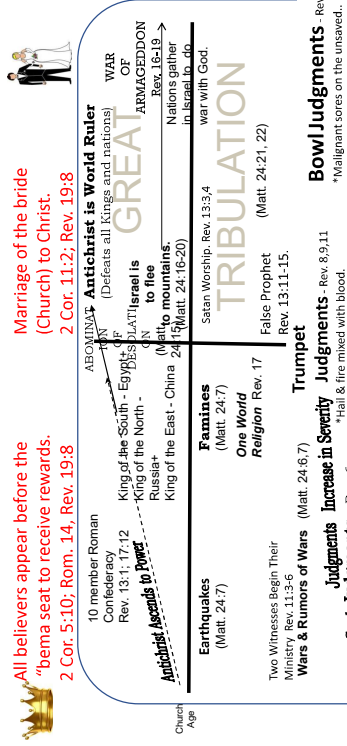 All believers appear before the
“bema seat to receive rewards.
2 Cor. 5:10; Rom. 14, Rev. 19:8
Marriage of the bride
(Church) to Christ.
2 Cor. 11:2; Rev. 19:8
10 member Roman
Confederacy
Rev. 13:1; 17:12
Antichrist Ascends to Power
King of the South - Egypt+
King of the North -
Russia+
King of the East - China
ABOMINAT
ION
OF
DESOLATI
ON
(Matt.
24:15)
Antichrist is World Ruler
(Defeats all Kings and nations)
GREAT
Israel is
to flee
to mountains.
(Matt. 24:16-20)
WAR
OF
ARMAGEDDON
Rev. 16-19
Nations gather
in Israel to do
war with God.
Church
Age
Earthquakes
(Matt. 24:7)
Famines
(Matt. 24:7)
One World
Religion Rev. 17
Satan Worship. Rev. 13:3,4
TRIBULATION
(Matt. 24:21, 22)
False Prophet
Rev. 13:11-15.
Two Witnesses Begin Their
Ministry Rev. 11:3-6
Wars & Rumors of Wars (Matt. 24:6,7)
Judgments Increase in Severity
Trumpet
Judgments - Rev. 8,9,11
*Hail & fire mixed with blood.
Bowl Judgments - Rev
*Malignant sores on the unsaved..